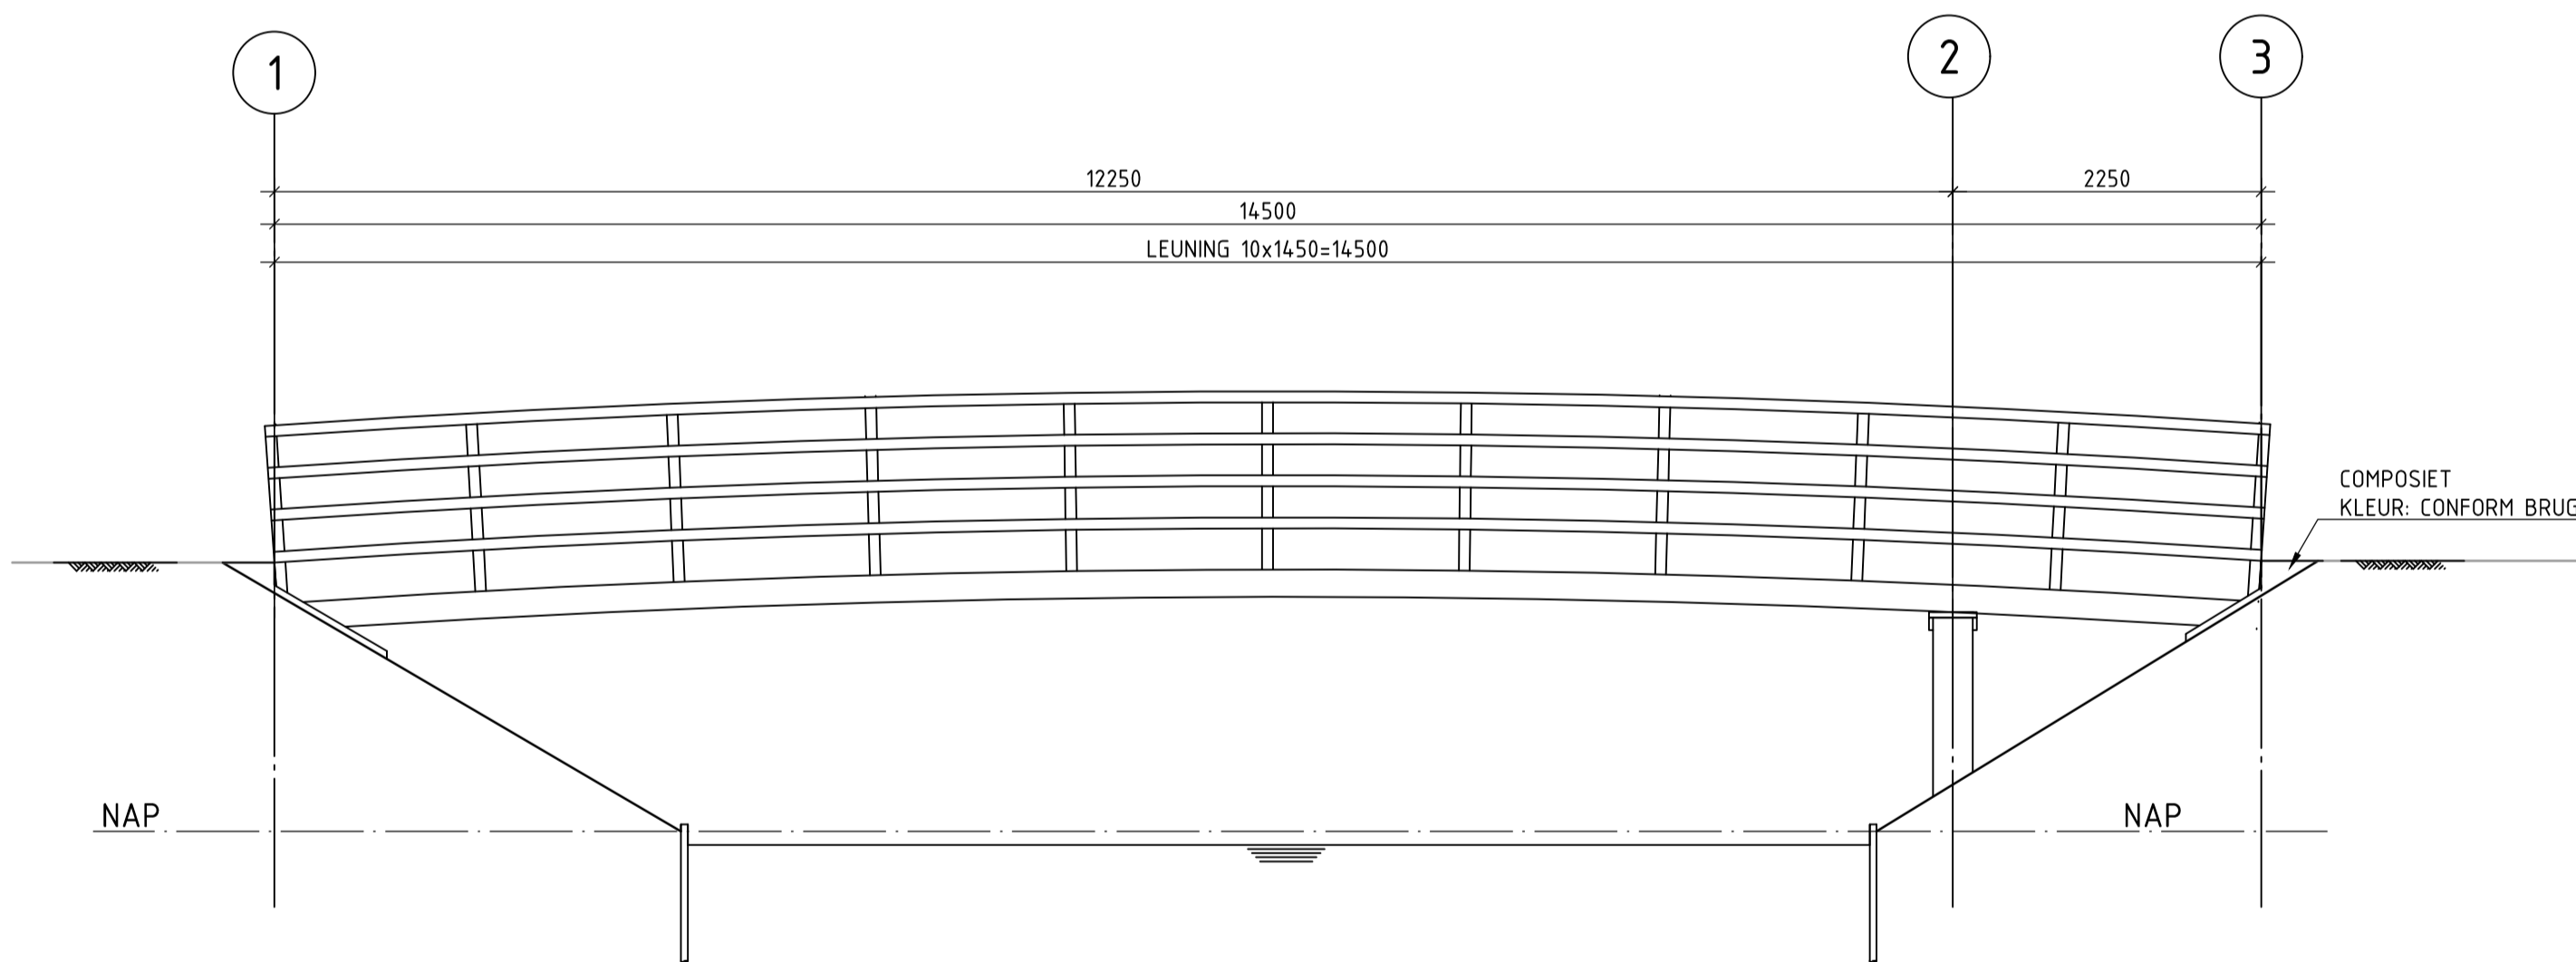 1
2
3
12250
2250
14500
LEUNING 10x1450=14500
COMPOSIET
KLEUR: CONFORM BRUG
NAP
NAP